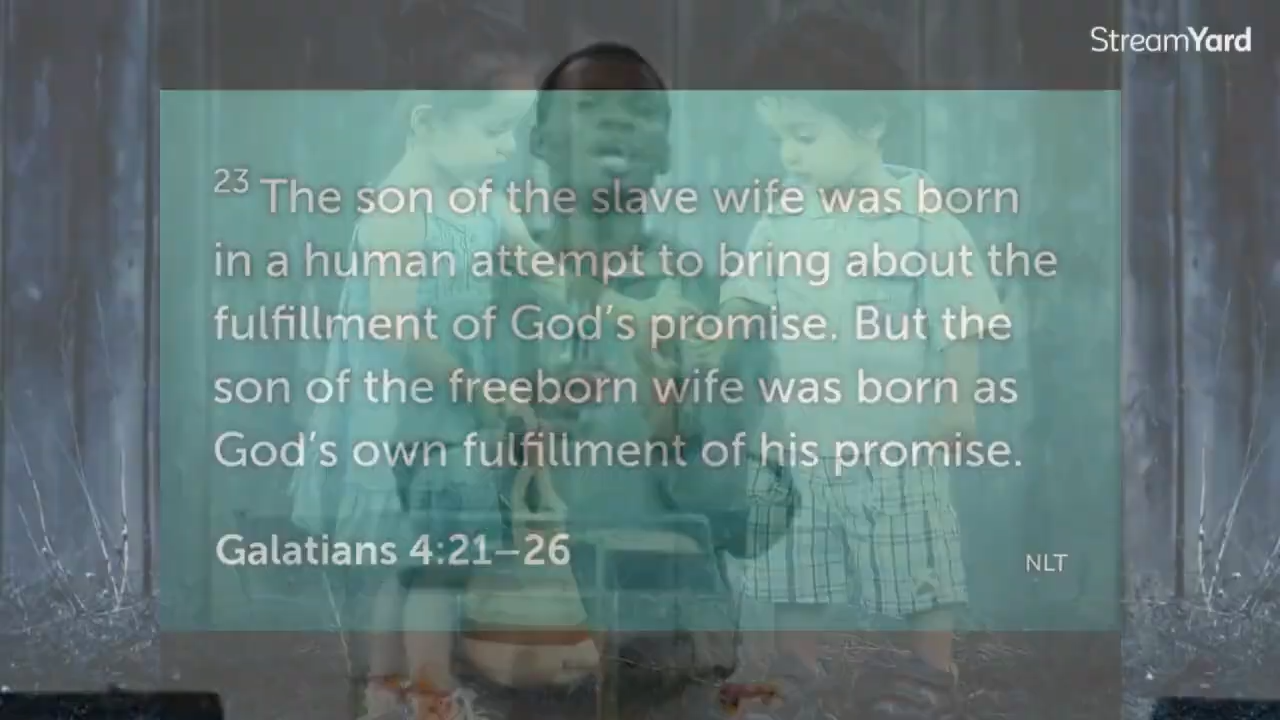 StreamYard
23 The son of the slave wife was born
in a human attempt to bring about the
fulfillment of God's promise. But the
son of the freeborn wife was born as
God's own fulfillment of his promise.
Galatians 4:21–26
NLT